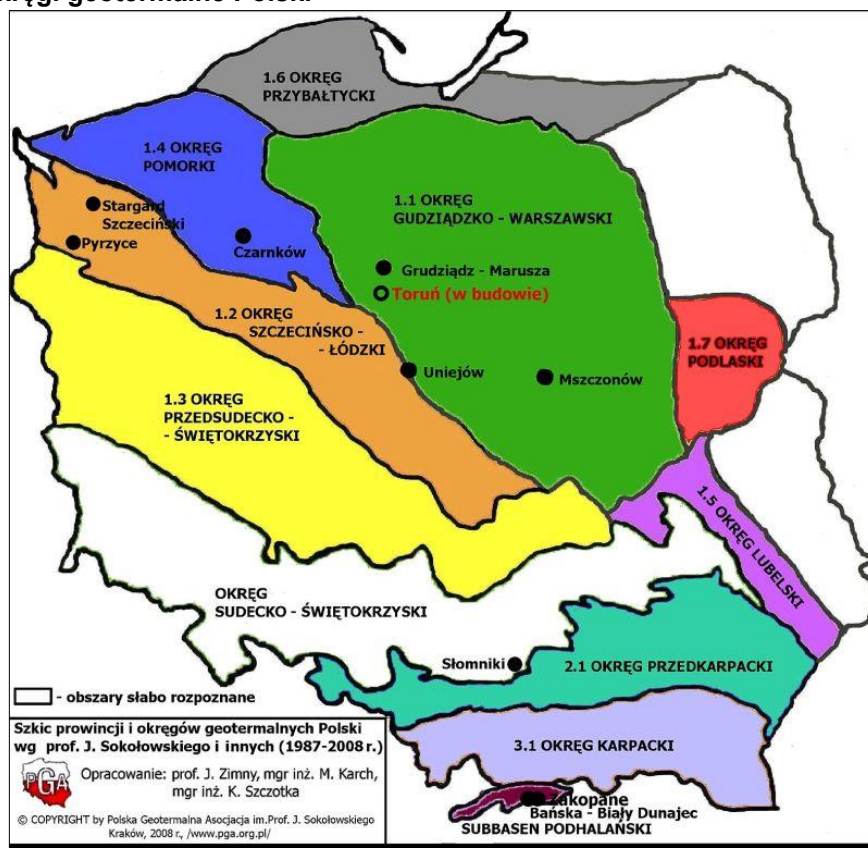 okręgi geotermalne Polski
1.6 OKRĘG
PRZYBAŁTYCKI
1.4 OKRĘG
POMORKI
1.1 OKRĘG
GUDZIĄDZKO - WARSZAWSKI
Stargard
Szczeciński
Pyrzyce
Czarnków
Grudziądz - Marusza
Toruń (w budowie)
1.2 OKRĘG
SZCZECIŃSKO -
- ŁÓDZKI
1.7 OKRĘG
PODLASKI
Uniejów
Mszczonów
1.3 OKRĘG
PRZEDSUDECKO -
- ŚWIĘTOKRZYSKI
1.5 OKRĘG LUBELSKI
OKRĘG
SUDECKO - ŚWIĘTOKRZYSKI
Słomniki
2.1 OKRĘG PRZEDKARPACKI
- obszary słabo rozpoznane
3.1 OKRĘG KARPACKI
Zakopane
Bańska - Biały Dunajec
SUBBASEN PODHALAŃSKI
Szkic prowincji i okręgów geotermalnych Polski
wg prof. J. Sokołowskiego i innych (1987-2008 r.)
PGA
Opracowanie: prof. J. Zimny, mgr inż. M. Karch,
mgr inż. K. Szczotka
© COPYRIGHT by Polska Geotermalna Asocjacja im.Prof. J. Sokołowskiego
Kraków, 2008 r., /www.pga.org.pl/